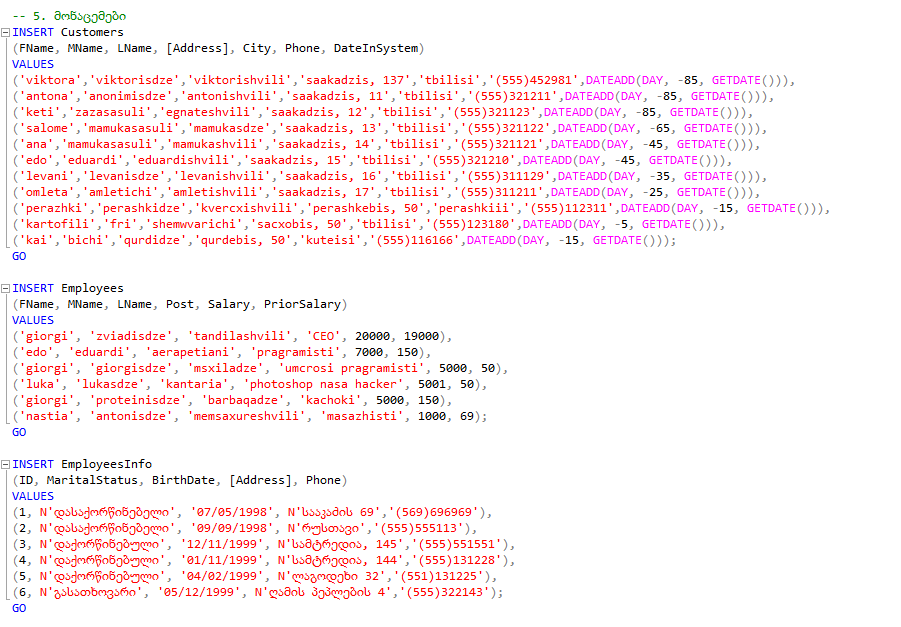 -- 5. მონაცემები
INSERT Customers
(FName, MName, LName, [Address], City, Phone, DateInSystem)
VALUES
('viktora','viktorisdze','viktorishvili','saakadzis, 137','tbilisi','(555)452981',DATEADD(DAY, -85, GETDATE())),
('antona','anonimisdze','antonishvili','saakadzis, 11','tbilisi','(555)321211',DATEADD(DAY, -85, GETDATE())),
('keti','zazasasuli','egnateshvili','saakadzis, 12','tbilisi','(555)321123',DATEADD(DAY, -85, GETDATE())),
('salome','mamukasasuli','mamukasdze','saakadzis, 13','tbilisi','(555)321122',DATEADD(DAY, -65, GETDATE())),
('ana','mamukasasuli','mamukashvili','saakadzis, 14','tbilisi','(555)321121',DATEADD(DAY, -45, GETDATE())),
('edo','eduardi','eduardishvili','saakadzis, 15','tbilisi','(555)321210',DATEADD(DAY, -45, GETDATE())),
('levani','levanisdze','levanishvili','saakadzis, 16','tbilisi','(555)311129',DATEADD(DAY, -35, GETDATE())),
('omleta','amletichi','amletishvili','saakadzis, 17','tbilisi','(555)311211',DATEADD(DAY, -25, GETDATE())),
('perazhki','perashkidze','kvercxishvili','perashkebis, 50','perashkiii','(555)112311',DATEADD(DAY, -15, GETDATE())),
('kartofili','fri','shemwvarichi','sacxobis, 50','tbilisi','(555)123180',DATEADD(DAY, -5, GETDATE())),
('kai','bichi','qurdidze','qurdebis, 50','kuteisi','(555)116166',DATEADD(DAY, -15, GETDATE()));
GO
INSERT Employees
(FName, MName, LName, Post, Salary, PriorSalary)
VALUES
('giorgi', 'zviadisdze', 'tandilashvili', 'CEO', 20000, 19000),
('edo', 'eduardi', 'aerapetiani', 'pragramisti', 7000, 150),
('giorgi', 'giorgisdze', 'msxiladze', 'umcrosi pragramisti', 5000, 50),
('luka', 'lukasdze', 'kantaria', 'photoshop nasa hacker', 5001, 50),
('giorgi', 'proteinisdze', 'barbaqadze', 'kachoki', 5000, 150),
('nastia', 'antonisdze', 'memsaxureshvili', 'masazhisti', 1000, 69);
GO
INSERT EmployeesInfo
(ID, MaritalStatus, BirthDate, [Address], Phone)
VALUES
(1, N'დასაქორწინებელი', '07/05/1998', N'სააკაძის 69','(569)696969'),
(2, N'დასაქორწინებელი', '09/09/1998', N'რუსთავი','(555)555113'),
(3, N'დაქორწინებული', '12/11/1999', N'სამტრედია, 145','(555)551551'),
(4, N'დაქორწინებული', '01/11/1999', N'სამტრედია, 144','(555)131228'),
(5, N'დაქორწინებული', '04/02/1999', N'ლაგოდეხი 32','(551)131225'),
(6, N'გასათხოვარი', '05/12/1999', N'ღამის პეპლების 4','(555)322143');
GO